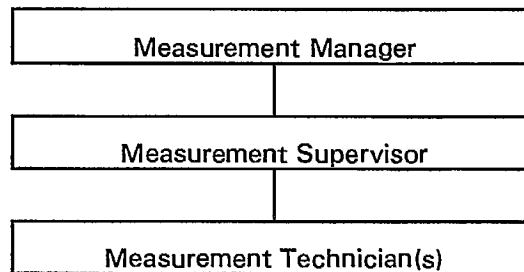 Measurement Manager
Measurement Supervisor
Measurement Technician(s)